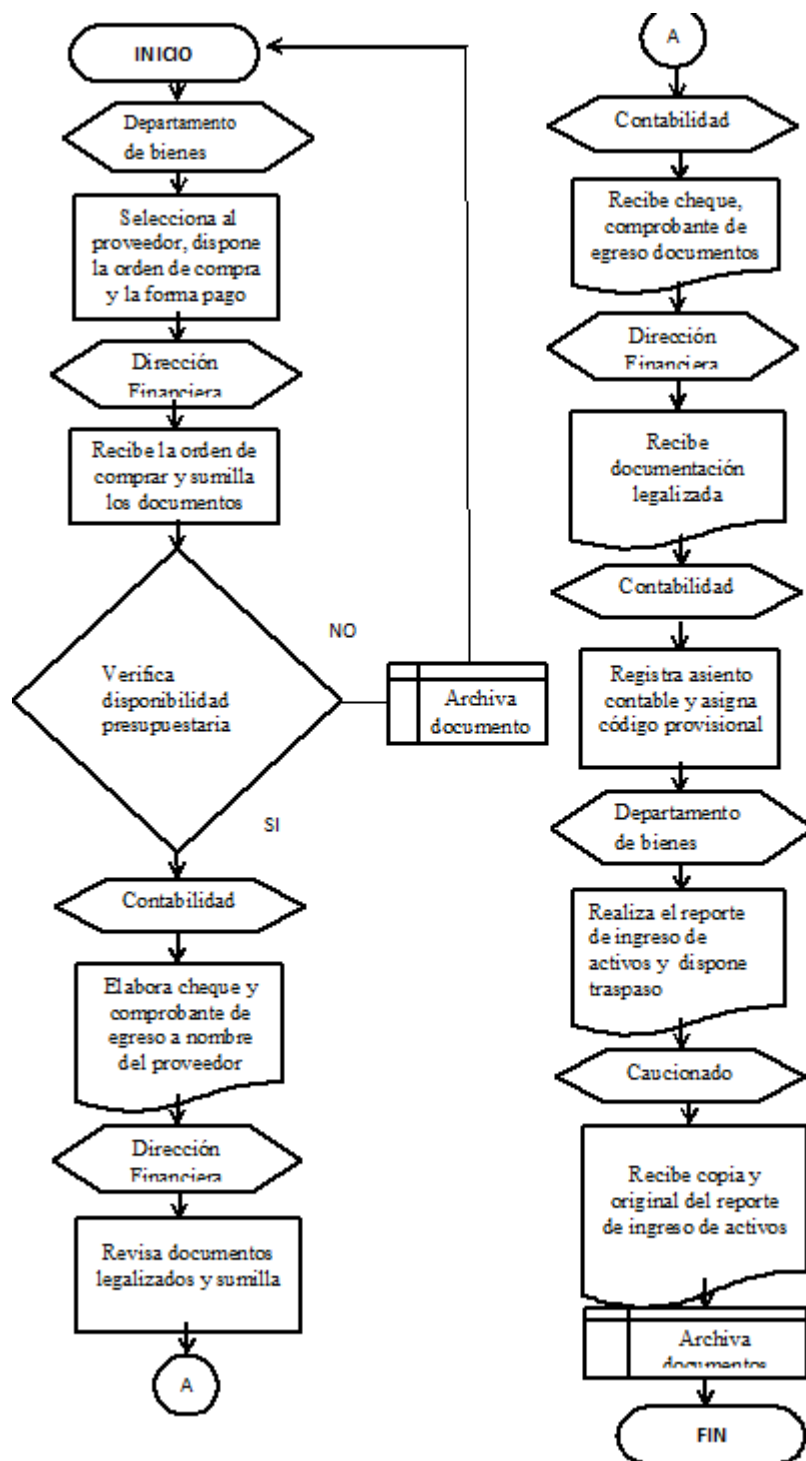 INICIO
Departamento
de bienes
Selecciona al
proveedor, dispone
la orden de compra
y la forma pago
Dirección
Financiera
Recibe la orden de
comprar y sumilla
los documentos
Verifica
disponibilidad
presupuestaria
NO
Archiva
documento
SI
Contabilidad
Elabora cheque y
comprobante de
egreso a nombre
del proveedor
Dirección
Financiera
Revisa documentos
legalizados y sumilla
A
A
Contabilidad
Recibe cheque,
comprobante de
egreso documentos
Dirección
Financiera
Recibe
documentación
legalizada
Contabilidad
Registra asiento
contable y asigna
código provisional
Departamento
de bienes
Realiza el reporte
de ingreso de
activos y dispone
traspaso
Caucionado
Recibe copia y
original del reporte
de ingreso de activos
Archiva
documentos
FIN